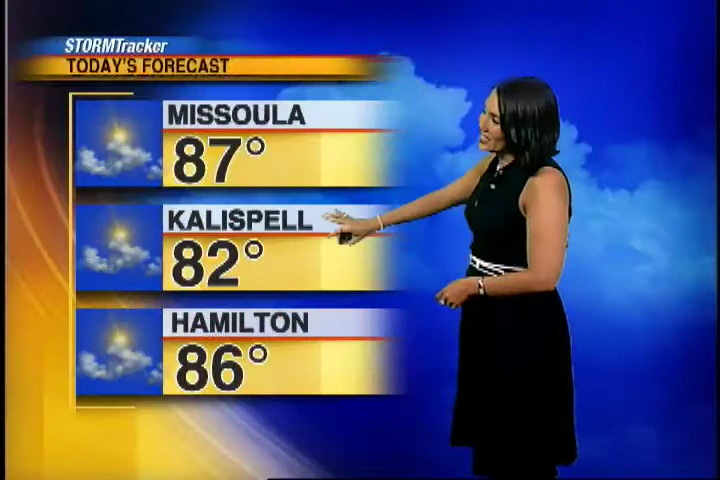 STORMTracker
TODAY'S FORECAST
MISSOULA
87°
KALISPELL
82°
HAMILTON
86°